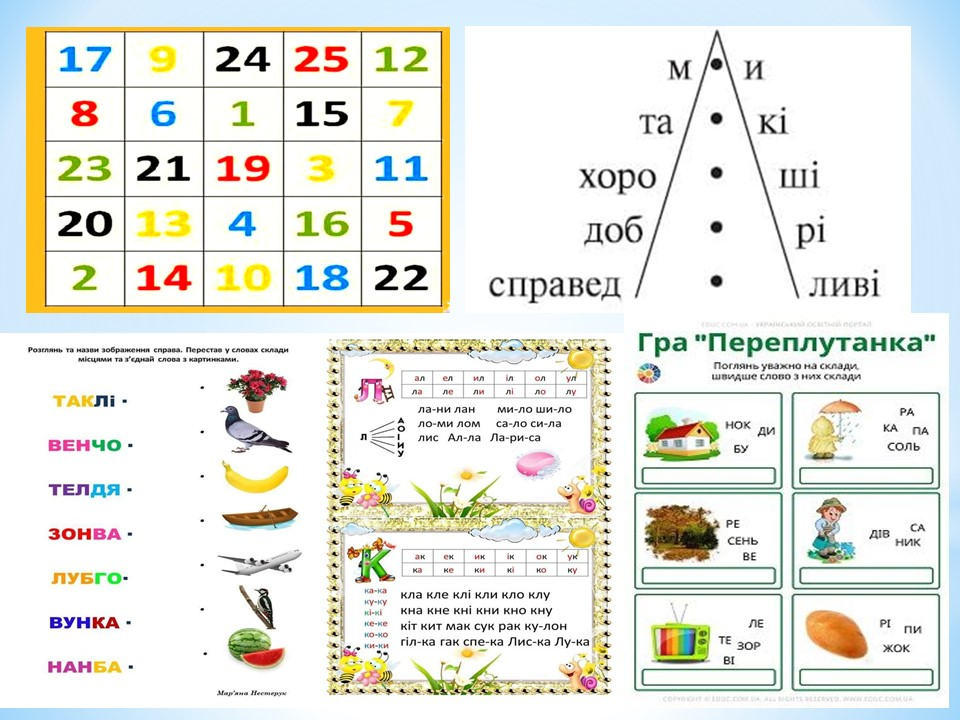 17 9 24 25 12
8 6 1 15 7
23 21 19 3 11
20 13 4 16 5
2 14 10 18 22
м и
та кі
хоро ші
доб рі
справед ливі
Розглянь та назви зображення справа. Перестав у словах склади
місцями та з’єднай слова з картинками.
ТАКЛі
ВЕНЧО
ТЕЛДЯ
ЗОНВА
ЛУБГО
ВУНКА
НАНБА
Мар’яна Нестерук
Л
ал ел ил іл ол ул
ла ле ли лі ло лу
л
А
О
І
И
У
ла-ни лан ми-ло ши-ло
ло-ми лом са-ло си-ла
лис Ал-ла Ла-ри-са
К
ак ек ик ік ок ук
ка ке ки кі ко ку
ка-ка
ку-ку
кі-кі
ке-ке
ко-ко
ки-ки
кла кле клі кли кло клу
кна кне кні кни кно кну
кіт кит мак сук рак ку-лон
гіл-ка гак спе-ка Лис-ка Лу-ка
EDUC.COM.UA - УКРАЇНСЬКИЙ ОСВІТНІЙ ПОРТАЛ
Гра "Переплутанка"
Поглянь уважно на склади,
швидше слово з них склади
НОК ДИ
БУ
РА
КА ПА
СОЛЬ
РЕ
СЕНЬ
ВЕ
СА
ДІВ
НИК
ЛЕ
ТЕ ЗОР
ВІ
РІ ПИ
ЖОК
COPYRIGHT © EDUC.COM.UA. ALL RIGHTS RESERVED. WWW.EDUC.COM.UA